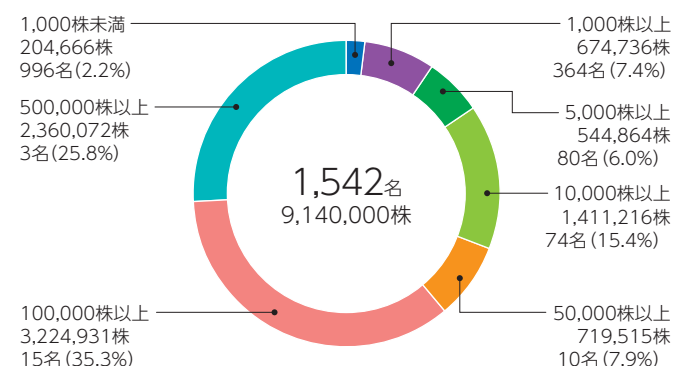 1,000株未満
204,666株
996名(2.2%)
500,000株以上
2,360,072株
3名(25.8%)
100,000株以上
3,224,931株
15名(35.3%)
1,542名
9,140,000株
1,000株以上
674,736株
364名(7.4%)
5,000株以上
544,864株
80名(6.0%)
10,000株以上
1,411,216株
74名(15.4%)
50,000株以上
719,515株
10名(7.9%)